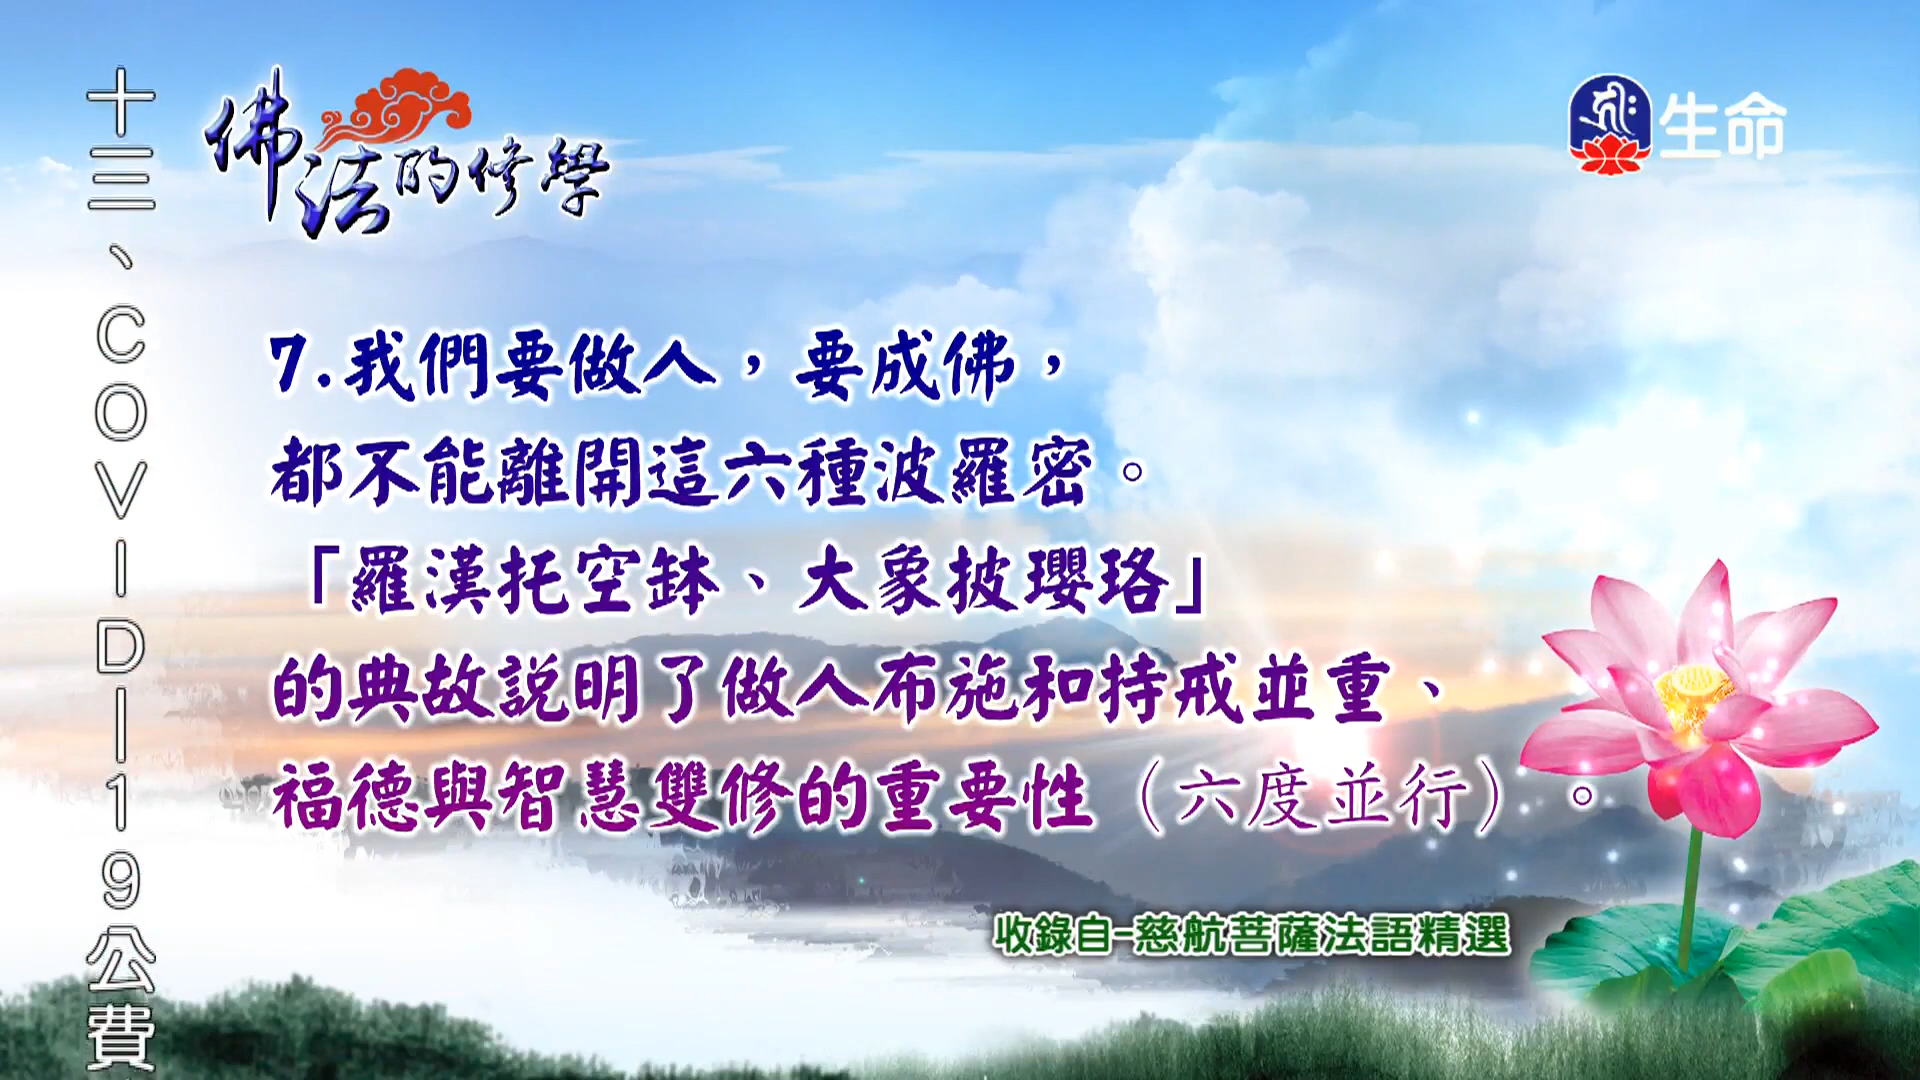 十三、COVID-19公費
佛法的修學
生命
7.我們要做人，要成佛，
都不能離開這六種波羅密。
「羅漢托空缽、大象披瓔珞」
的典故説明了做人布施和持戒並重、
福德與智慧雙修的重要性（六度並行）。
收錄自-慈航菩薩法語精選